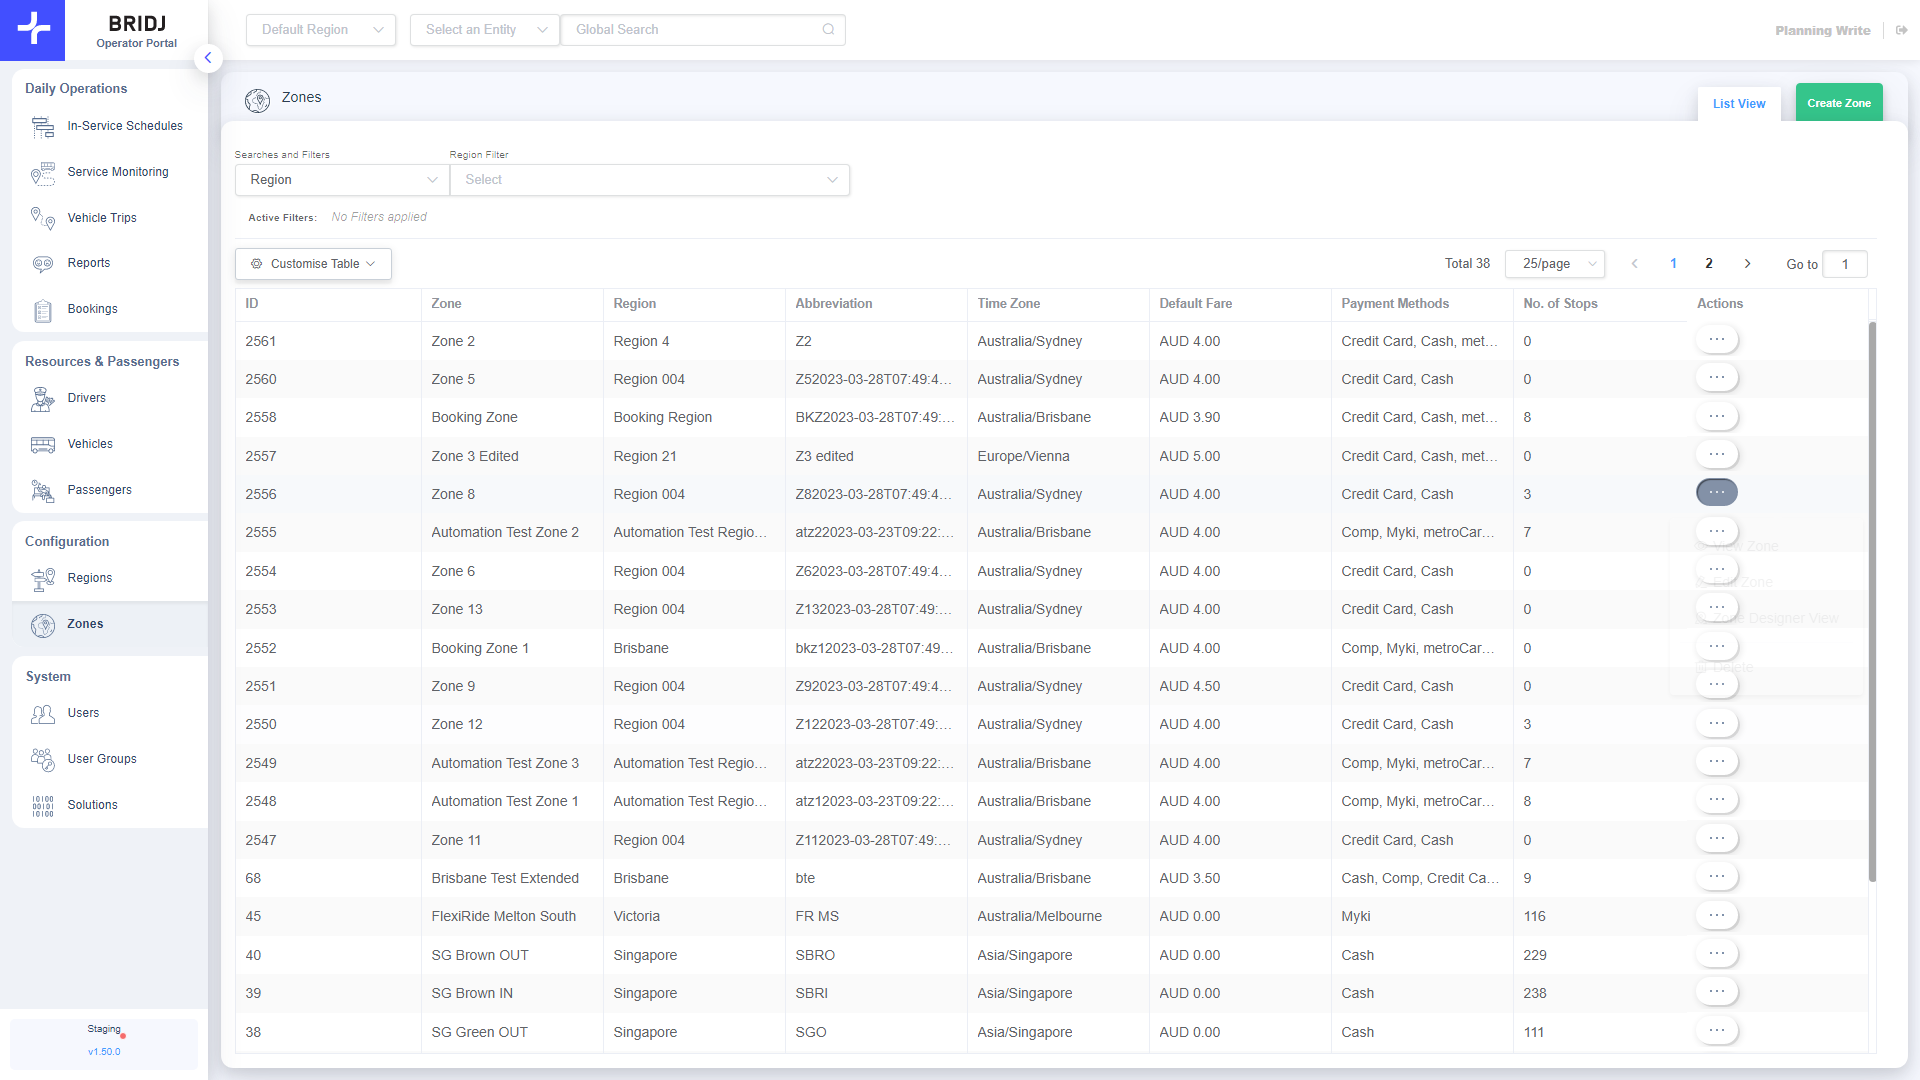 BRIDJ
Operator Portal
Default Region
Select an Entity
Global Search
Planning Write
Daily Operations
In-Service Schedules
Service Monitoring
Vehicle Trips
Reports
Bookings
Resources & Passengers
Drivers
Vehicles
Passengers
Configuration
Regions
Zones
System
Users
User Groups
Solutions
Staging
v1.50.0
Zones
List View
Create Zone
Searches and Filters
Region Filter
Region
Select
Active Filters: No Filters applied
Customise Table
Total 38 25/page 1 2 Go to 1
ID Zone Region Abbreviation Time Zone Default Fare Payment Methods No. of Stops Actions
2561 Zone 2 Region 4 Z2 Australia/Sydney AUD 4.00 Credit Card, Cash, met... 0 ...
2560 Zone 5 Region 004 Z52023-03-28T07:49:4... Australia/Sydney AUD 4.00 Credit Card, Cash 0 ...
2558 Booking Zone Booking Region BKZ2023-03-28T07:49:... Australia/Brisbane AUD 3.90 Credit Card, Cash, met... 8 ...
2557 Zone 3 Edited Region 21 Z3 edited Europe/Vienna AUD 5.00 Credit Card, Cash, met... 0 ...
2556 Zone 8 Region 004 Z82023-03-28T07:49:4... Australia/Sydney AUD 4.00 Credit Card, Cash 3 ...
2555 Automation Test Zone 2 Automation Test Regio... atz22023-03-23T09:22:... Australia/Brisbane AUD 4.00 Comp, Myki, metroCar... 7 ...
View Zone
2554 Zone 6 Region 004 Z62023-03-28T07:49:4... Australia/Sydney AUD 4.00 Credit Card, Cash 0 ...
Edit Zone
2553 Zone 13 Region 004 Z132023-03-28T07:49:... Australia/Sydney AUD 4.00 Credit Card, Cash 0 ...
Zone Designer View
2552 Booking Zone 1 Brisbane bkz12023-03-28T07:49... Australia/Brisbane AUD 4.00 Comp, Myki, metroCar... 0 ...
Delete
2551 Zone 9 Region 004 Z92023-03-28T07:49:4... Australia/Sydney AUD 4.50 Credit Card, Cash 0 ...
2550 Zone 12 Region 004 Z122023-03-28T07:49:... Australia/Sydney AUD 4.00 Credit Card, Cash 3 ...
2549 Automation Test Zone 3 Automation Test Regio... atz22023-03-23T09:22:... Australia/Brisbane AUD 4.00 Comp, Myki, metroCar... 7 ...
2548 Automation Test Zone 1 Automation Test Regio... atz12023-03-23T09:22:... Australia/Brisbane AUD 4.00 Comp, Myki, metroCar... 8 ...
2547 Zone 11 Region 004 Z112023-03-28T07:49:... Australia/Sydney AUD 4.00 Credit Card, Cash 0 ...
68 Brisbane Test Extended Brisbane bte Australia/Brisbane AUD 3.50 Cash, Comp, Credit Ca... 9 ...
45 FlexiRide Melton South Victoria FR MS Australia/Melbourne AUD 0.00 Myki 116 ...
40 SG Brown OUT Singapore SBRO Asia/Singapore AUD 0.00 Cash 229 ...
39 SG Brown IN Singapore SBRI Asia/Singapore AUD 0.00 Cash 238 ...
38 SG Green OUT Singapore SGO Asia/Singapore AUD 0.00 Cash 111 ...